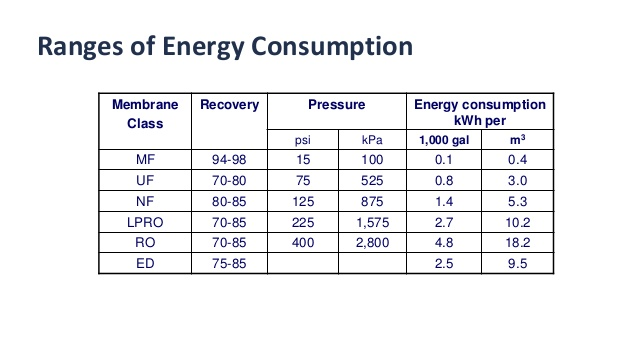 Ranges of Energy Consumption
Membrane Class Recovery Pressure Energy consumption kWh per
psi kPa 1,000 gal m³
MF 94-98 15 100 0.1 0.4
UF 70-80 75 525 0.8 3.0
NF 80-85 125 875 1.4 5.3
LPRO 70-85 225 1,575 2.7 10.2
RO 70-85 400 2,800 4.8 18.2
ED 75-85 2.5 9.5